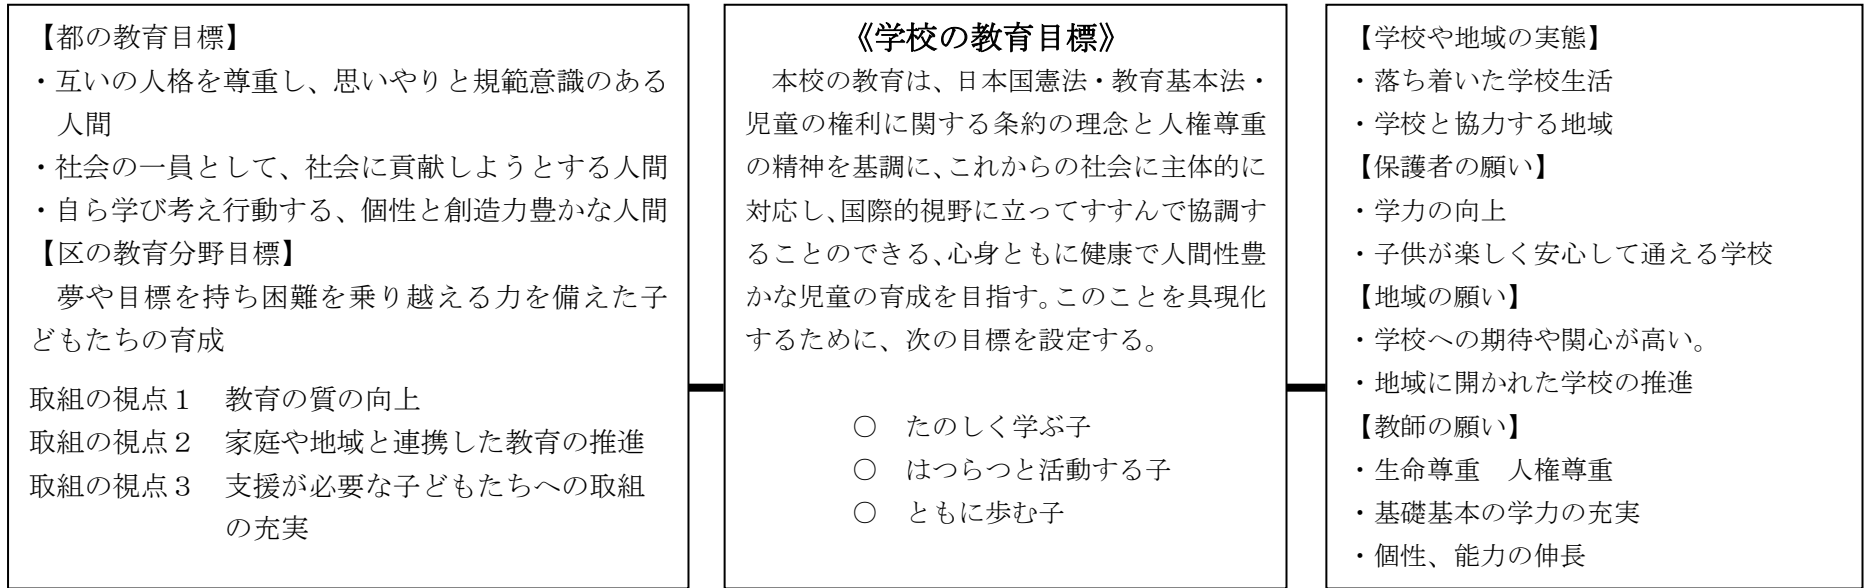 【都の教育目標】
・互いの人格を尊重し、思いやりと規範意識のある
人間
・社会の一員として、社会に貢献しようとする人間
・自ら学び考え行動する、個性と創造力豊かな人間
【区の教育分野目標】
夢や目標を持ち困難を乗り越える力を備えた子
どもたちの育成
取組の視点１　教育の質の向上
取組の視点２　家庭や地域と連携した教育の推進
取組の視点３　支援が必要な子どもたちへの取組
の充実
《学校の教育目標》
本校の教育は、日本国憲法・教育基本法・
児童の権利に関する条約の理念と人権尊重
の精神を基調に、これからの社会に主体的に
対応し、国際的視野に立ってすすんで協調す
ることのできる、心身ともに健康で人間性豊
かな児童の育成を目指す。このことを具現化
するために、次の目標を設定する。
○　たのしく学ぶ子
○　はつらつと活動する子
○　ともに歩む子
【学校や地域の実態】
・落ち着いた学校生活
・学校と協力する地域
【保護者の願い】
・学力の向上
・子供が楽しく安心して通える学校
【地域の願い】
・学校への期待や関心が高い。
・地域に開かれた学校の推進
【教師の願い】
・生命尊重　人権尊重
・基礎基本の学力の充実
・個性、能力の伸長